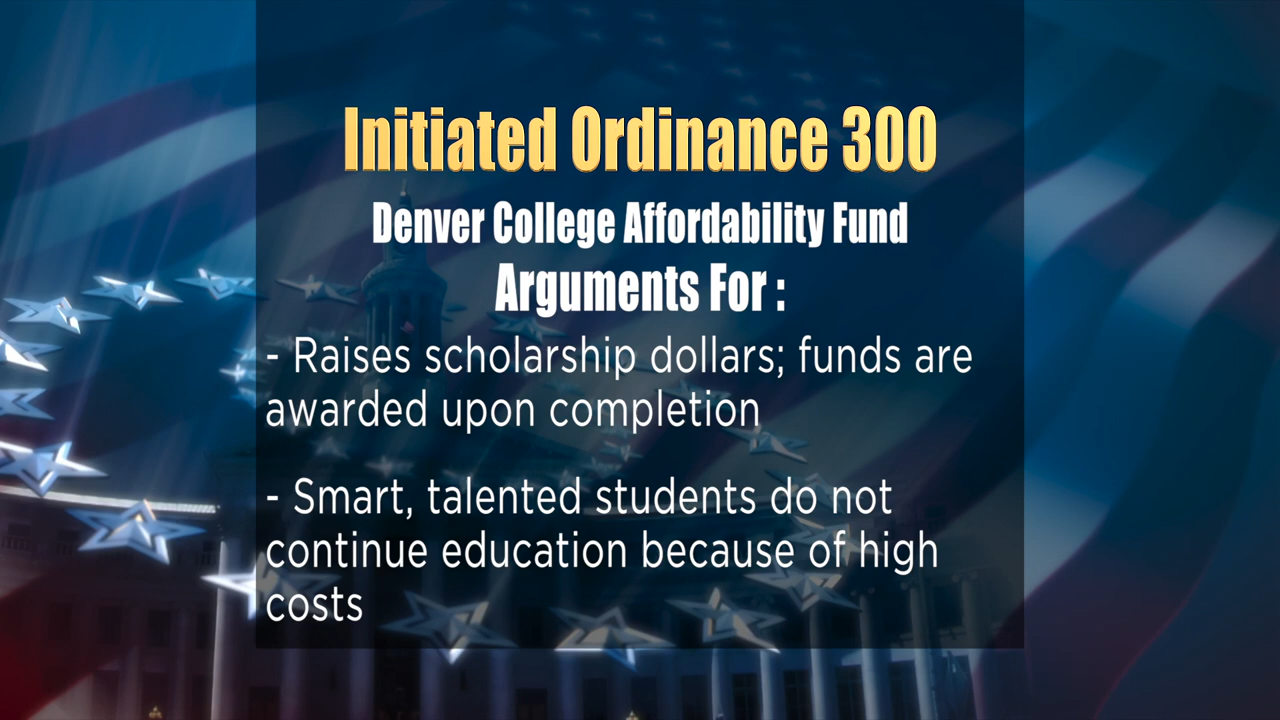 Initiated Ordinance 300
Denver College Affordability Fund
Arguments For :
- Raises scholarship dollars; funds are
awarded upon completion
- Smart, talented students do not
continue education because of high
costs